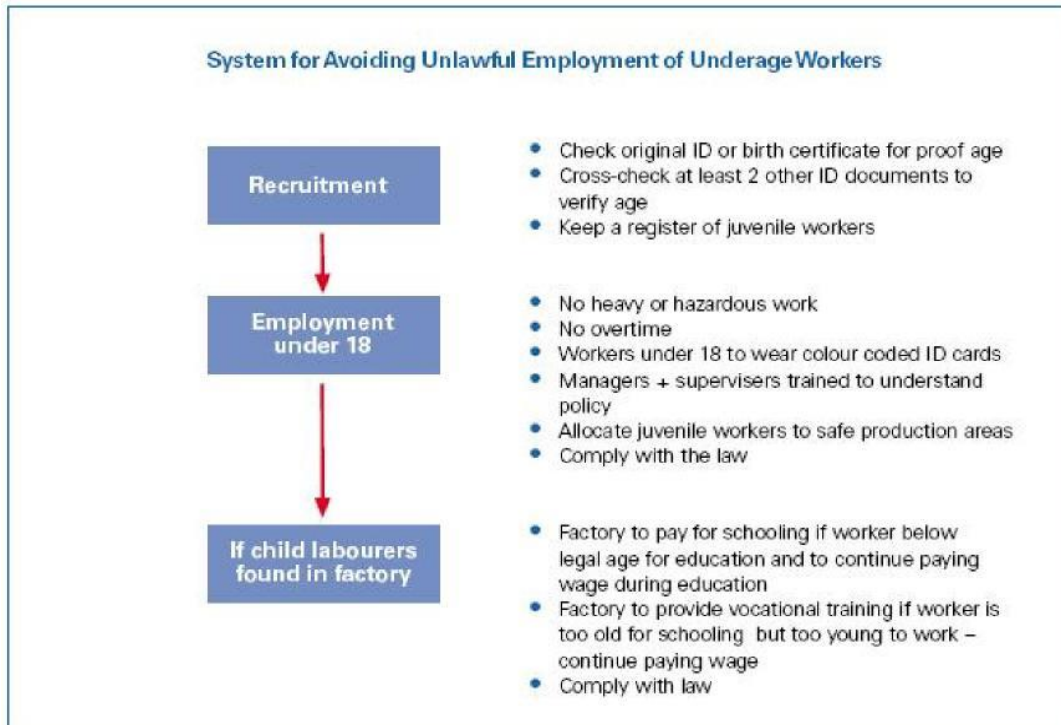 System for Avoiding Unlawful Employment of Underage Workers
Recruitment
• Check original ID or birth certificate for proof age
• Cross-check at least 2 other ID documents to
verify age
• Keep a register of juvenile workers
Employment
under 18
• No heavy or hazardous work
• No overtime
• Workers under 18 to wear colour coded ID cards
• Managers + supervisers trained to understand
policy
• Allocate juvenile workers to safe production areas
• Comply with the law
If child labourers
found in factory
• Factory to pay for schooling if worker below
legal age for education and to continue paying
wage during education
• Factory to provide vocational training if worker is
too old for schooling but too young to work –
continue paying wage
• Comply with law